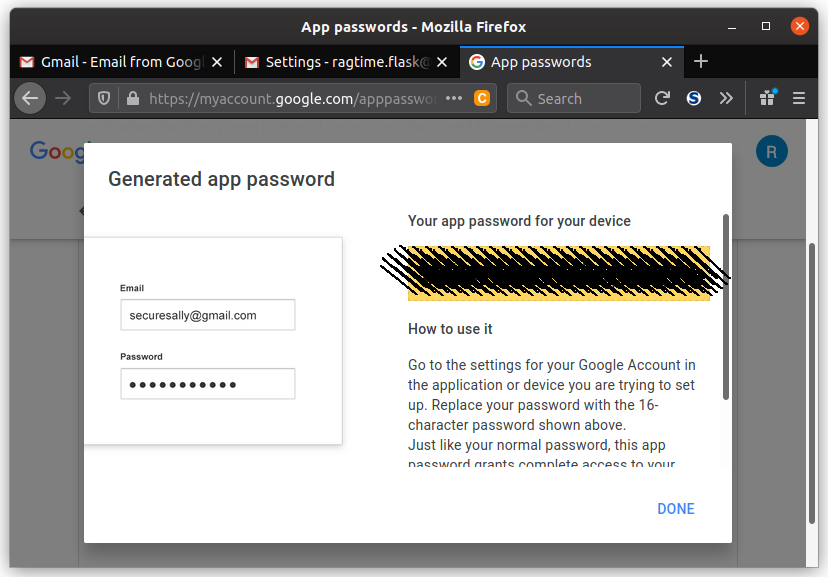 App passwords - Mozilla Firefox
Gmail - Email from Googl
Settings - ragtime.flask@
App passwords
https://myaccount.google.com/apppasswor
C
Search
S
Goog
R
Generated app password
Email
securesally@gmail.com
Password
Your app password for your device
How to use it
Go to the settings for your Google Account in
the application or device you are trying to set
up. Replace your password with the 16-
character password shown above.
Just like your normal password, this app
password grants complete access to your
DONE